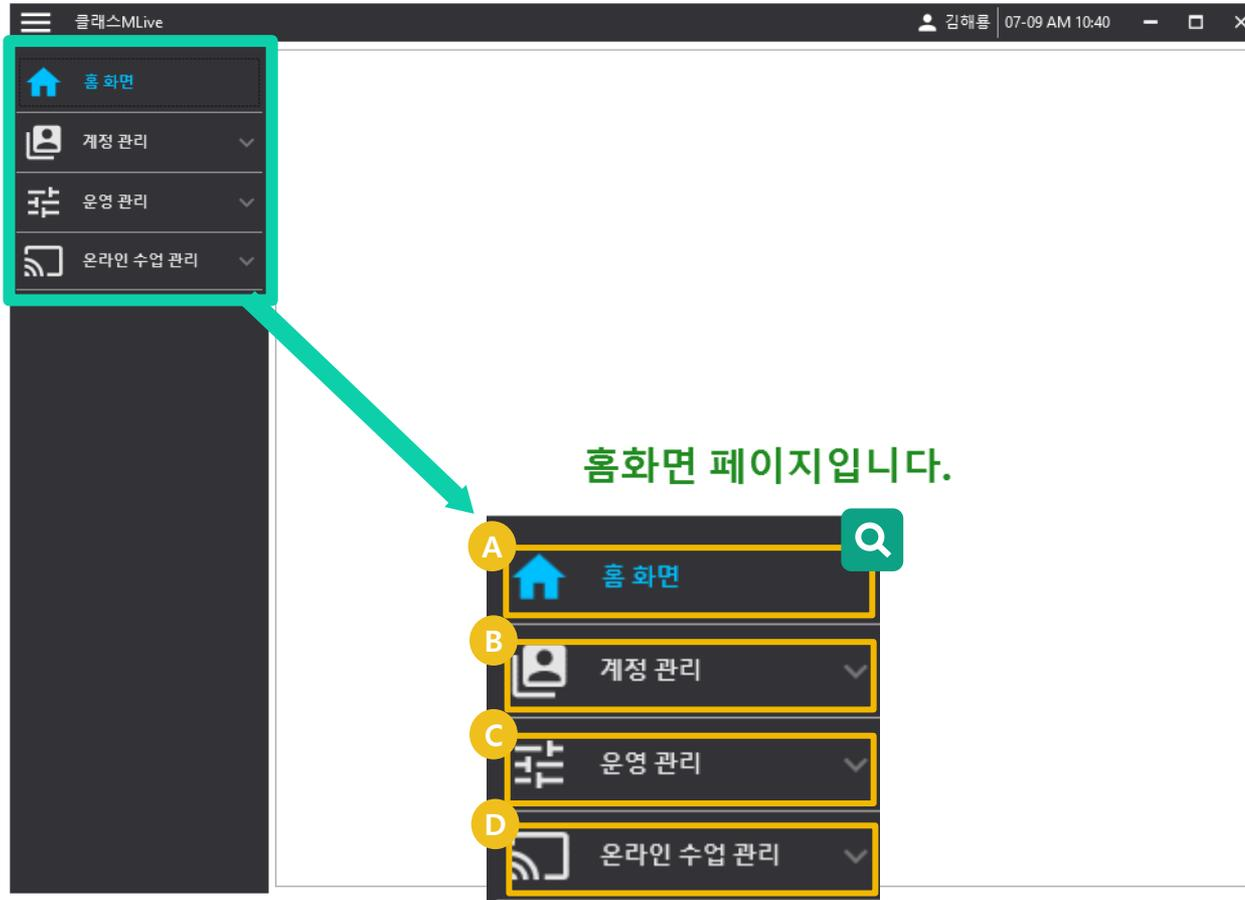 클래스MLive 김해룡 07-09 AM 10:40
홈 화면
계정 관리
운영 관리
온라인 수업 관리
홈화면 페이지입니다.
A 홈 화면
B 계정 관리
C 운영 관리
D 온라인 수업 관리